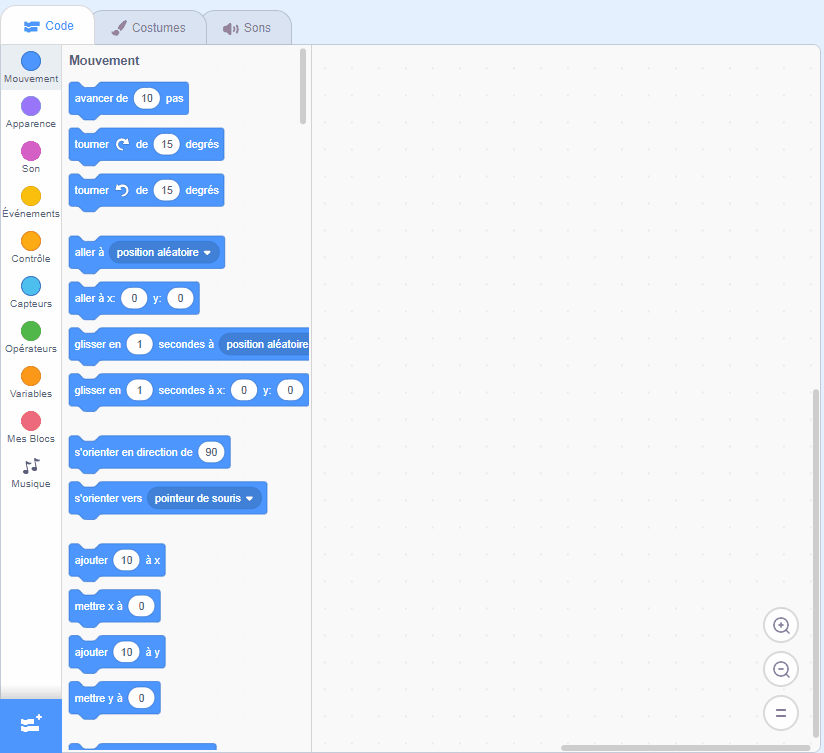 Code
Costumes
Sons
Mouvement
Apparence
Son
Événements
Contrôle
Capteurs
Opérateurs
Variables
Mes Blocs
Musique
Mouvement
avancer de 10 pas
tourner de 15 degrés
tourner de 15 degrés
aller à position aléatoire
aller à x: 0 y: 0
glisser en 1 secondes à position aléatoire
glisser en 1 secondes à x: 0 y: 0
s'orienter en direction de 90
s'orienter vers pointeur de souris
ajouter 10 à x
mettre x à 0
ajouter 10 à y
mettre y à 0